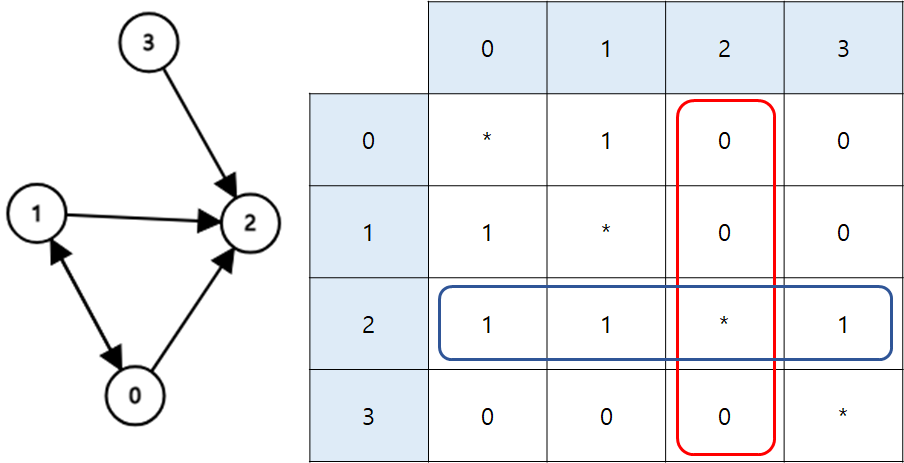 3
1
2
0
0 1 2 3
0 * 1 0 0
1 1 * 0 0
2 1 1 * 1
3 0 0 0 *